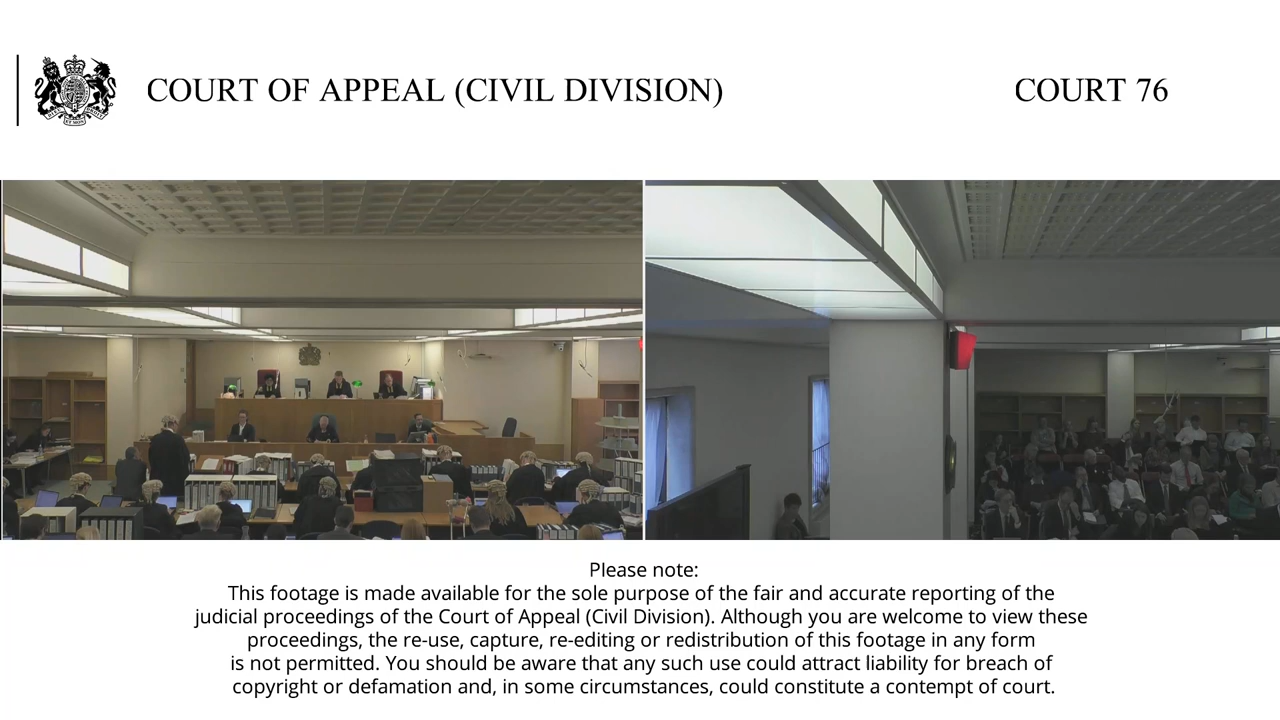 COURT OF APPEAL (CIVIL DIVISION)
COURT 76
Please note:
This footage is made available for the sole purpose of the fair and accurate reporting of the
judicial proceedings of the Court of Appeal (Civil Division). Although you are welcome to view these
proceedings, the re-use, capture, re-editing or redistribution of this footage in any form
is not permitted. You should be aware that any such use could attract liability for breach of
copyright or defamation and, in some circumstances, could constitute a contempt of court.